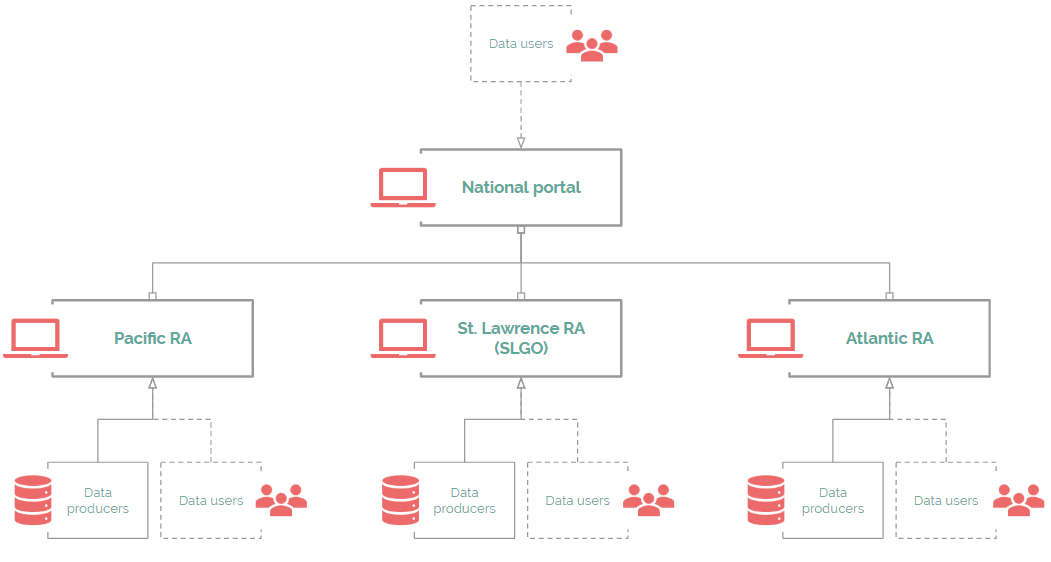 Data users
National portal
Pacific RA
St. Lawrence RA
(SLGO)
Atlantic RA
Data
producers
Data users
Data
producers
Data users
Data
producers
Data users